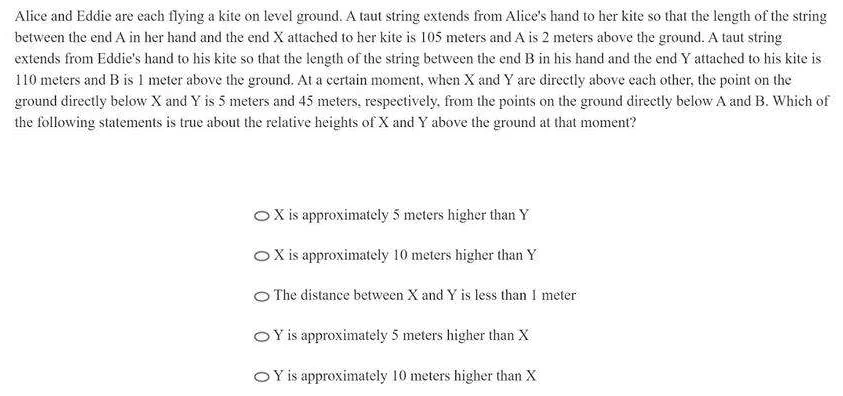 Alice and Eddie are each flying a kite on level ground. A taut string extends from Alice's hand to her kite so that the length of the string
between the end A in her hand and the end X attached to her kite is 105 meters and A is 2 meters above the ground. A taut string
extends from Eddie's hand to his kite so that the length of the string between the end B in his hand and the end Y attached to his kite is
110 meters and B is 1 meter above the ground. At a certain moment, when X and Y are directly above each other, the point on the
ground directly below X and Y is 5 meters and 45 meters, respectively, from the points on the ground directly below A and B. Which of
the following statements is true about the relative heights of X and Y above the ground at that moment?
X is approximately 5 meters higher than Y
X is approximately 10 meters higher than Y
The distance between X and Y is less than 1 meter
Y is approximately 5 meters higher than X
Y is approximately 10 meters higher than X